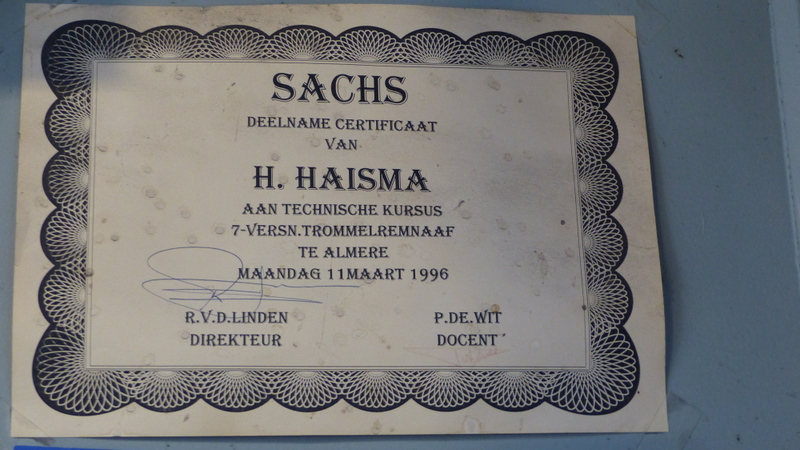 SACHS
DEELNAME CERTIFICAAT
VAN
H. HAISMA
AAN TECHNISCHE KURSUS
7-VERSN.TROMMELREMNAAF
TE ALMERE
MAANDAG 11MAART 1996
R.V.D.LINDEN P.DE.WIT
DIREKTEUR DOCENT